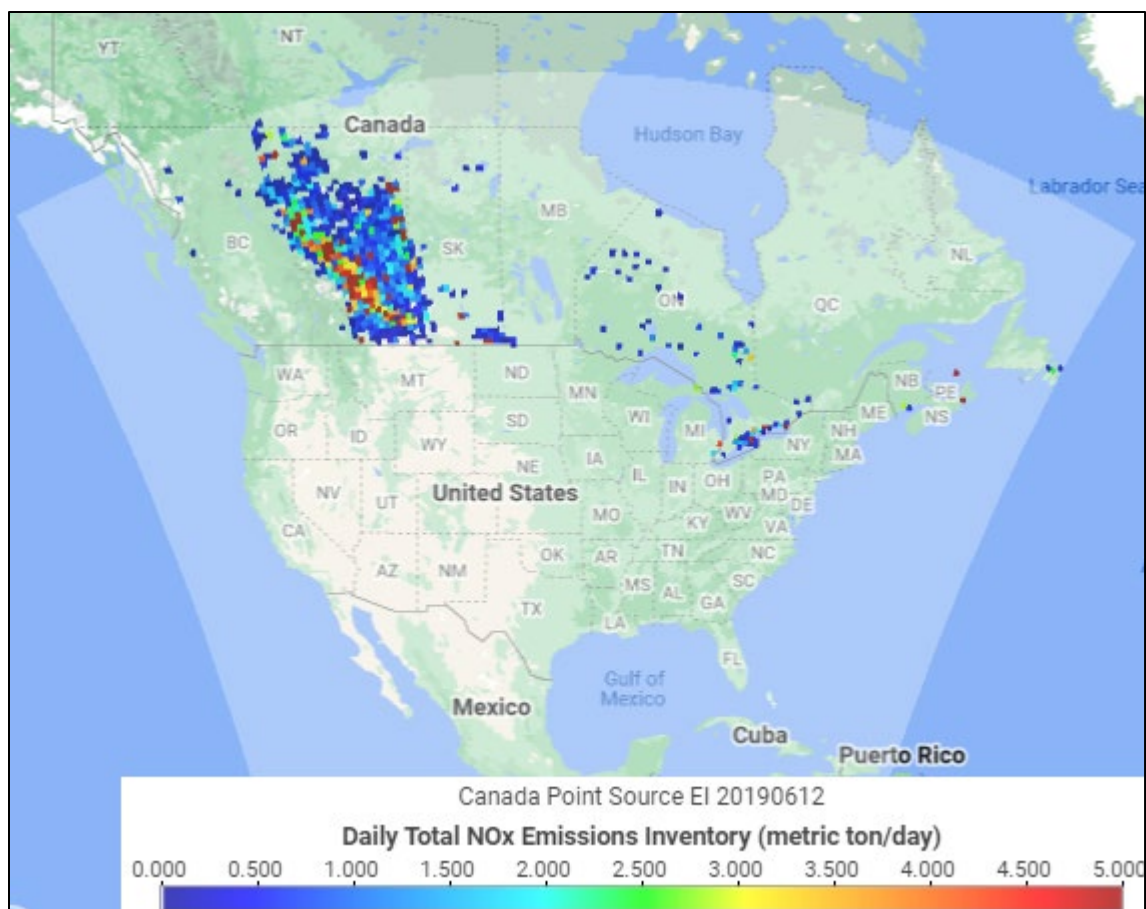 YT
NT
Canada
Hudson Bay
Labrador Sea
BC
SK
MB
ON
QC
NL
NB
PE
NS
WA
MT
ND
MN
OR
ID
WY
SD
WI
MI
NY
NH
ME
MA
NE
IA
IL
IN
OH
PA
MD
DE
NV
UT
United States
MO
KY
WV
VA
CA
AZ
NM
OK
AR
TN
NC
SC
MS
AL
GA
TX
LA
FL
Gulf of
Mexico
Mexico
Cuba
Puerto Rico
Canada Point Source EI 20190612
Daily Total NOx Emissions Inventory (metric ton/day)
0.000 0.500 1.000 1.500 2.000 2.500 3.000 3.500 4.000 4.500 5.000